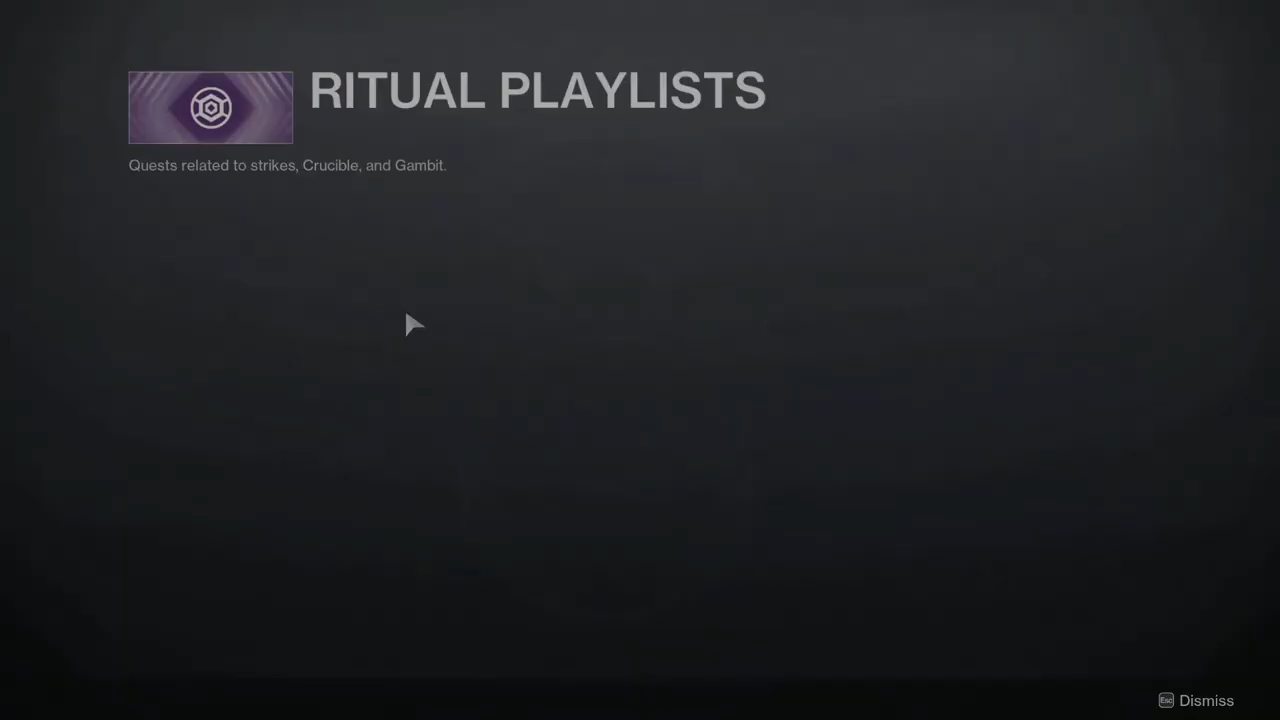 RITUAL PLAYLISTS
Quests related to strikes, Crucible, and Gambit.
Esc Dismiss